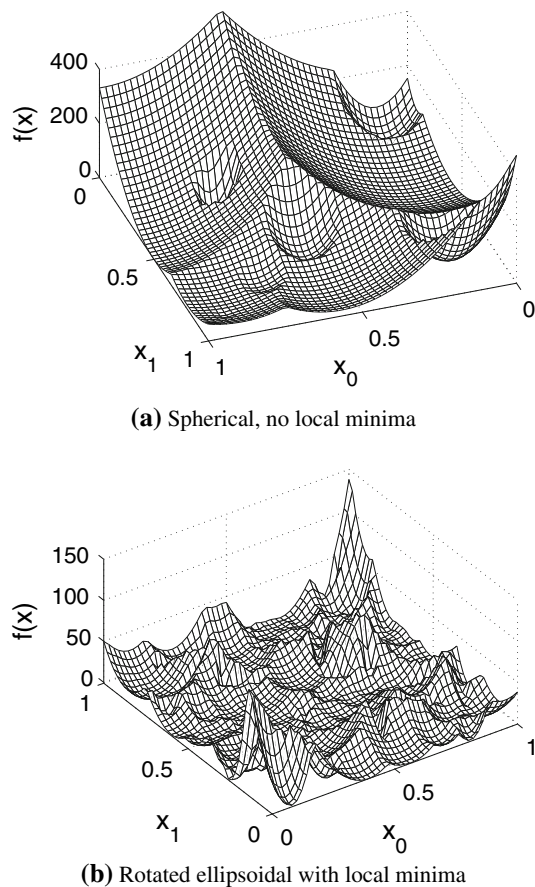 400
200
0
f(x)
0
0.5
1
x₁
1
0.5
0
x₀
(a) Spherical, no local minima
150
100
50
0
f(x)
1
0.5
0
x₁
0
0.5
1
x₀
(b) Rotated ellipsoidal with local minima